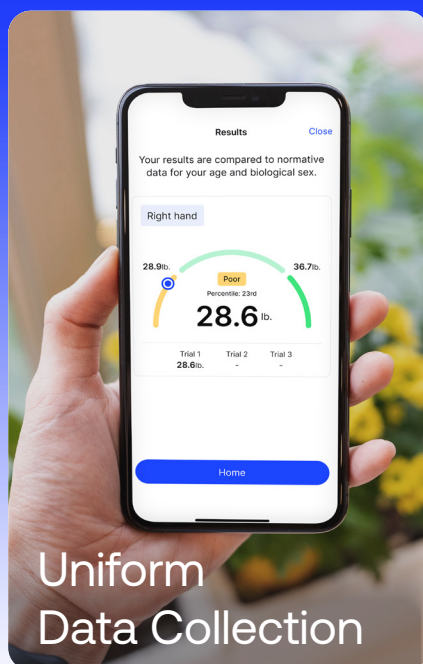 Results
Close
Your results are compared to normative
data for your age and biological sex.
Right hand
28.9lb.
36.7lb.
Poor
Percentile: 23rd
28.6 lb.
Trial 1 Trial 2 Trial 3
28.6lb. - -
Home
Uniform
Data Collection